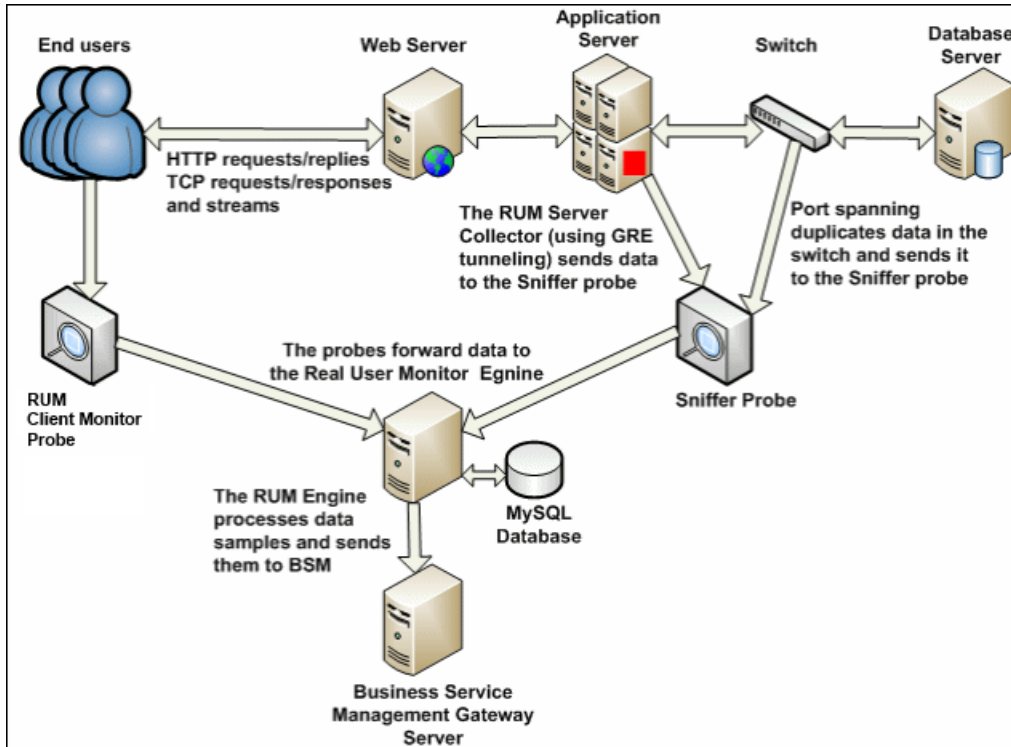 End users
Web Server
Application
Server
Switch
Database
Server
HTTP requests/replies
TCP requests/responses
and streams
The RUM Server
Collector (using GRE
tunneling) sends data
to the Sniffer probe
Port spanning
duplicates data in the
switch and sends it
to the Sniffer probe
The probes forward data to
the Real User Monitor Egnine
RUM
Client Monitor
Probe
Sniffer Probe
The RUM Engine
processes data
samples and sends
them to BSM
MySQL
Database
Business Service
Management Gateway
Server